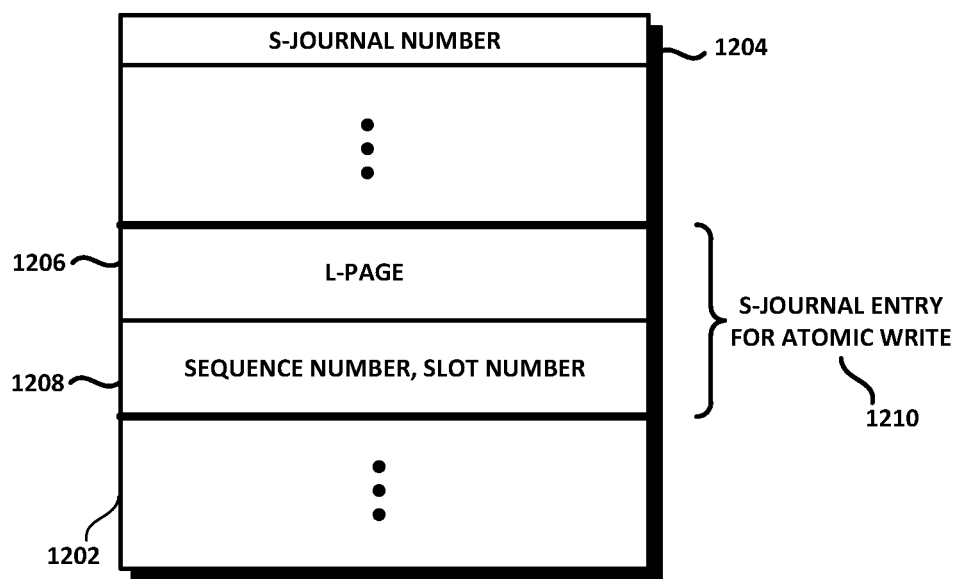 S-JOURNAL NUMBER
1204
1206
L-PAGE
S-JOURNAL ENTRY
FOR ATOMIC WRITE
SEQUENCE NUMBER, SLOT NUMBER
1208
1210
1202